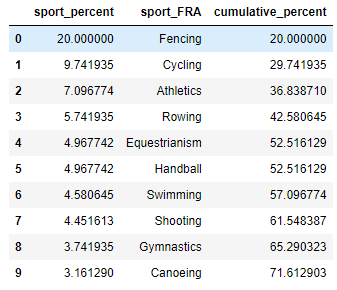 sport_percent sport_FRA cumulative_percent
0 20.000000 Fencing 20.000000
1 9.741935 Cycling 29.741935
2 7.096774 Athletics 36.838710
3 5.741935 Rowing 42.580645
4 4.967742 Equestrianism 52.516129
5 4.967742 Handball 52.516129
6 4.580645 Swimming 57.096774
7 4.451613 Shooting 61.548387
8 3.741935 Gymnastics 65.290323
9 3.161290 Canoeing 71.612903